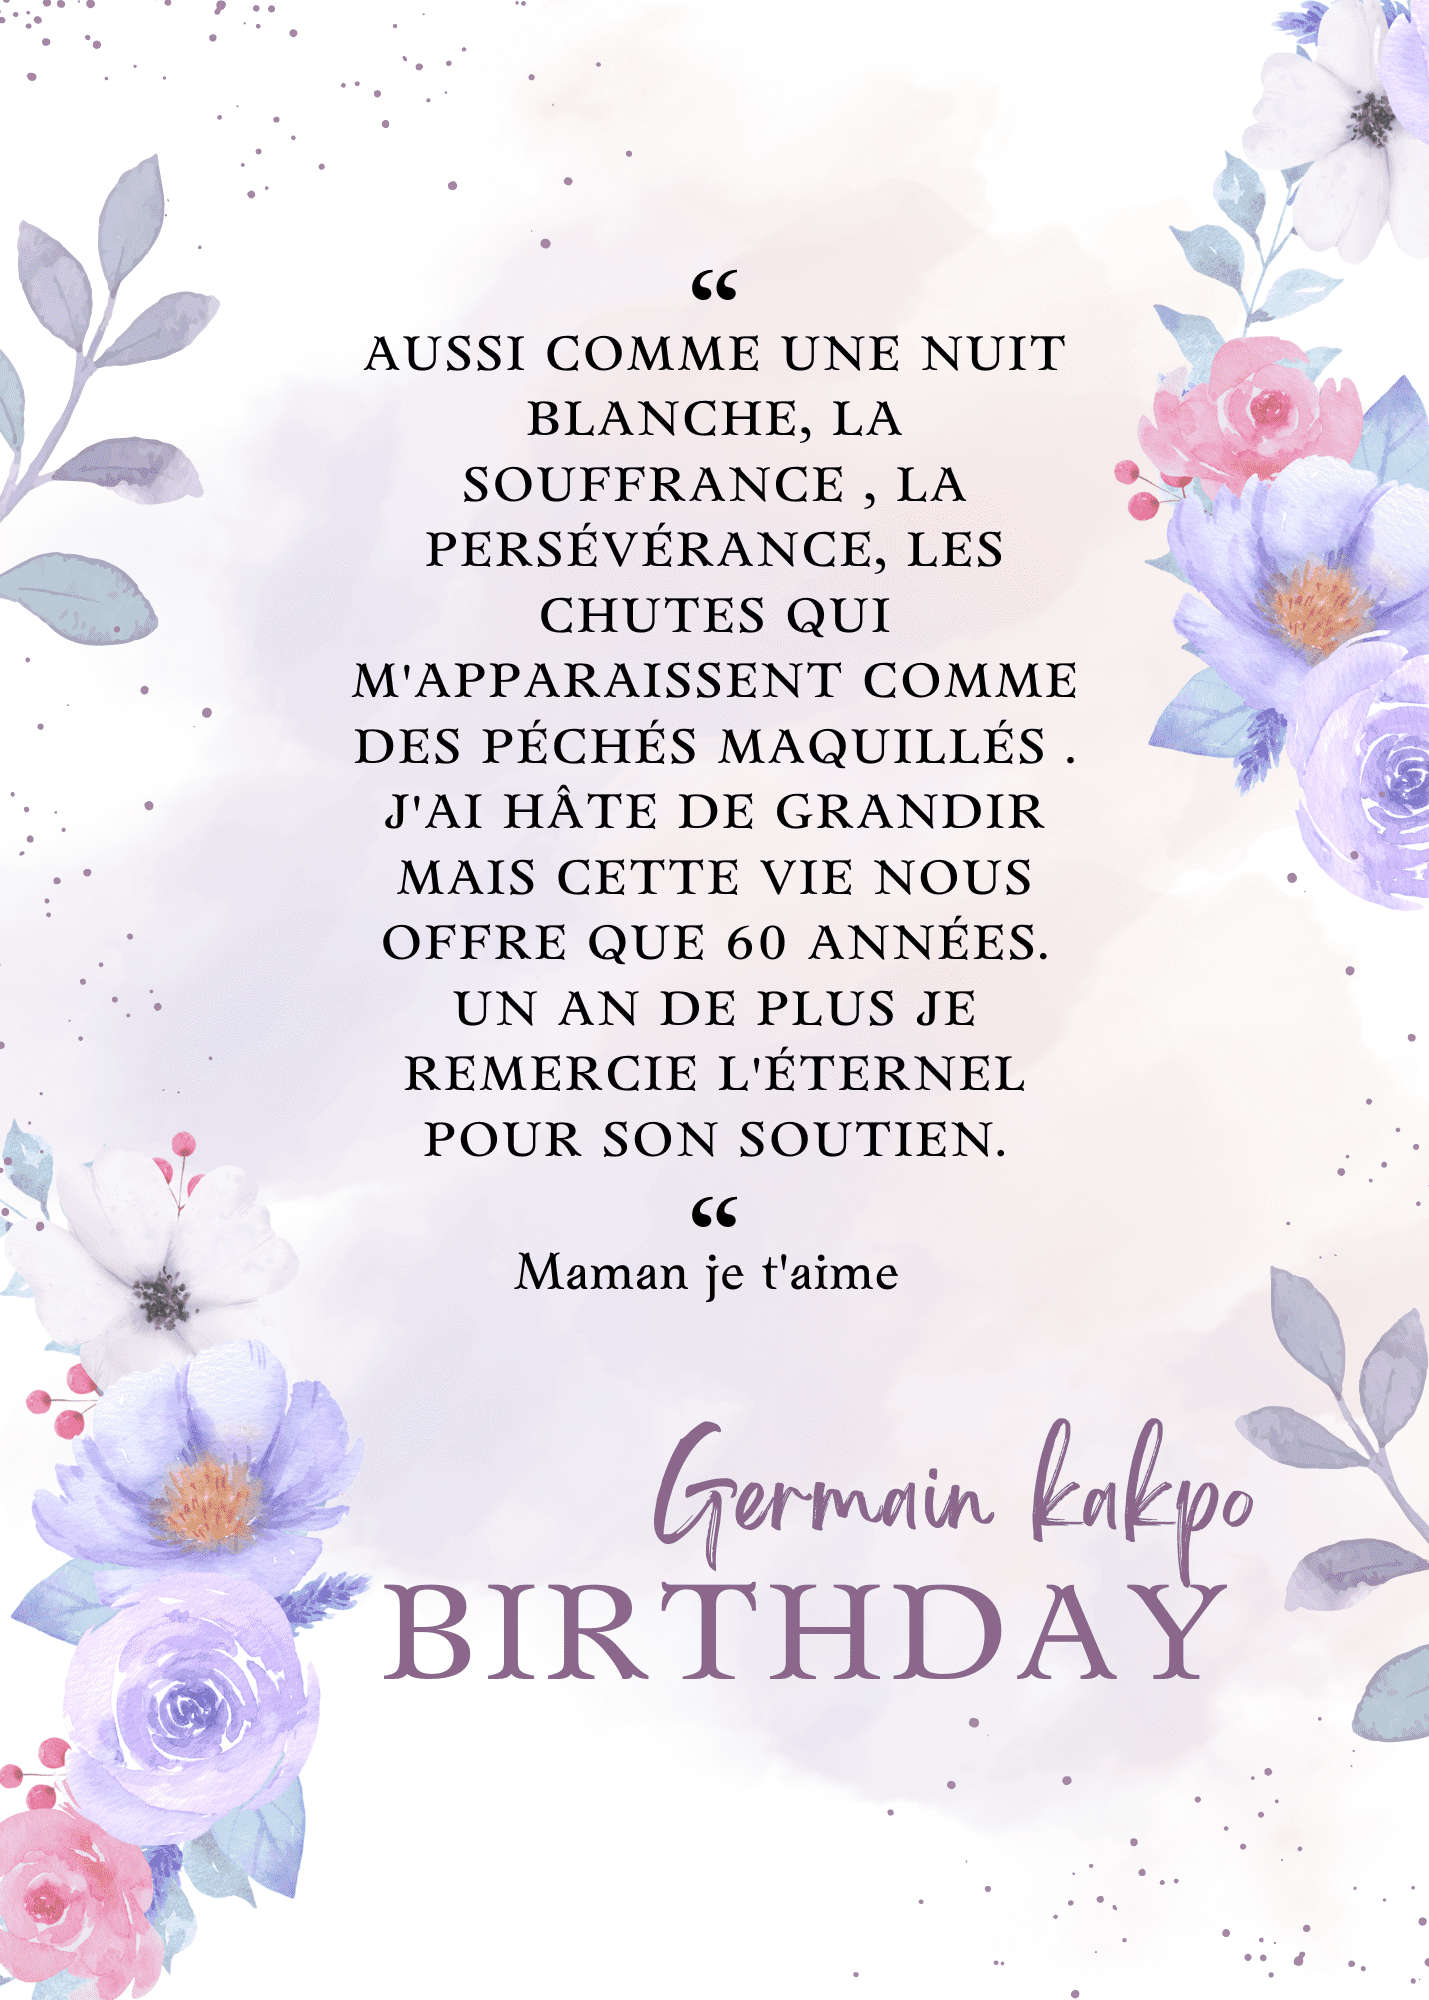 “
AUSSI COMME UNE NUIT
BLANCHE, LA
SOUFFRANCE , LA
PERSÉVÉRANCE, LES
CHUTES QUI
M'APPARAISSENT COMME
DES PÉCHÉS MAQUILLÉS .
J'AI HÂTE DE GRANDIR
MAIS CETTE VIE NOUS
OFFRE QUE 60 ANNÉES.
UN AN DE PLUS JE
REMERCIE L'ÉTERNEL
POUR SON SOUTIEN.
“
Maman je t'aime
Germain kakpo
BIRTHDAY